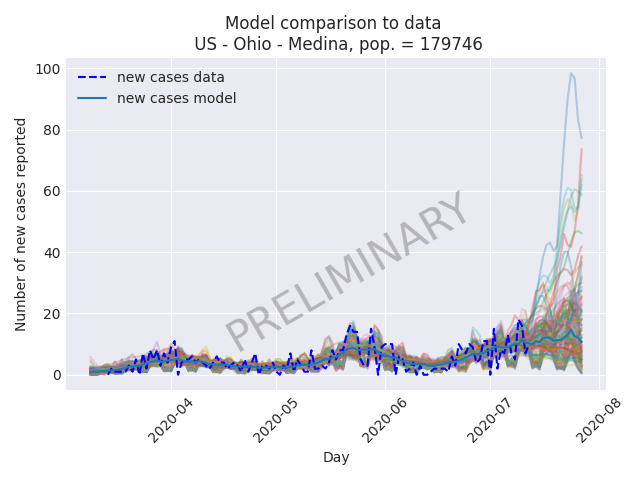 Model comparison to data
US - Ohio - Medina, pop. = 179746
new cases data
new cases model
Number of new cases reported
100
80
60
40
20
0
PRELIMINARY
2020-04
2020-05
2020-06
2020-07
2020-08
Day